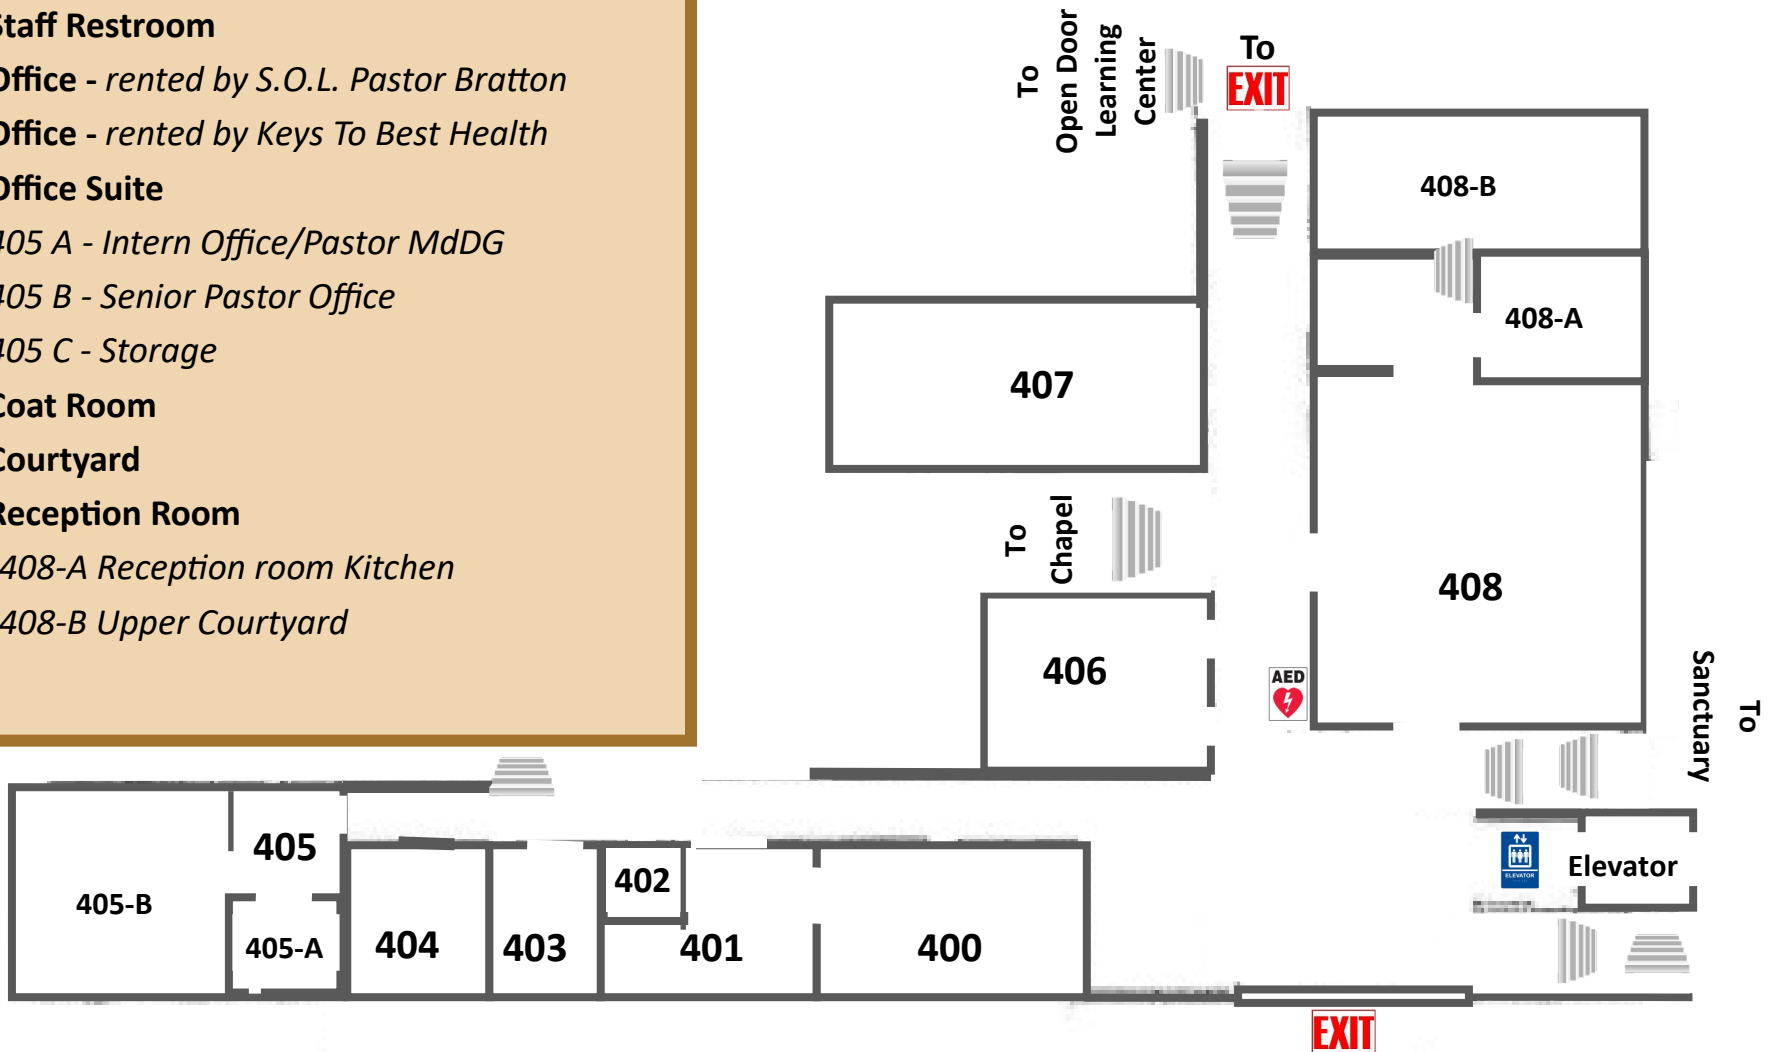 Staff Restroom
Office - rented by S.O.L. Pastor Bratton
Office - rented by Keys To Best Health
Office Suite
405 A - Intern Office/Pastor MdDG
405 B - Senior Pastor Office
405 C - Storage
Coat Room
Courtyard
Reception Room
408-A Reception room Kitchen
408-B Upper Courtyard
To
Open Door
Learning
Center
To
EXIT
408-B
408-A
407
To
Chapel
408
406
AED
To
Sanctuary
405
405-B
405-A
404
403
402
401
400
ELEVATOR
Elevator
EXIT